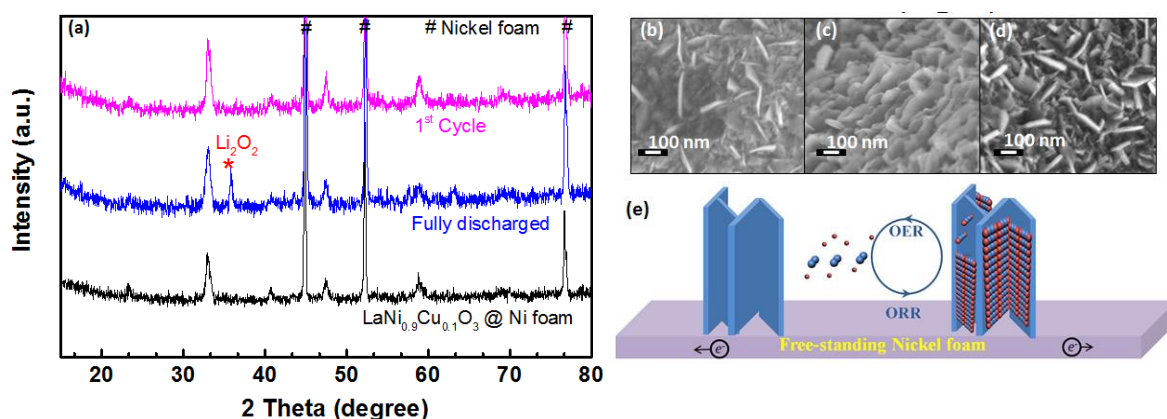 (a)
#
#
# Nickel foam
#
1st Cycle
Li₂O₂
*
Fully discharged
LaNi₀.₉Cu₀.₁O₃ @ Ni foam
Intensity (a.u.)
20 30 40 50 60 70 80
2 Theta (degree)
(b)
100 nm
(c)
100 nm
(d)
100 nm
(e)
OER
ORR
Free-standing Nickel foam
e⁻
e⁻